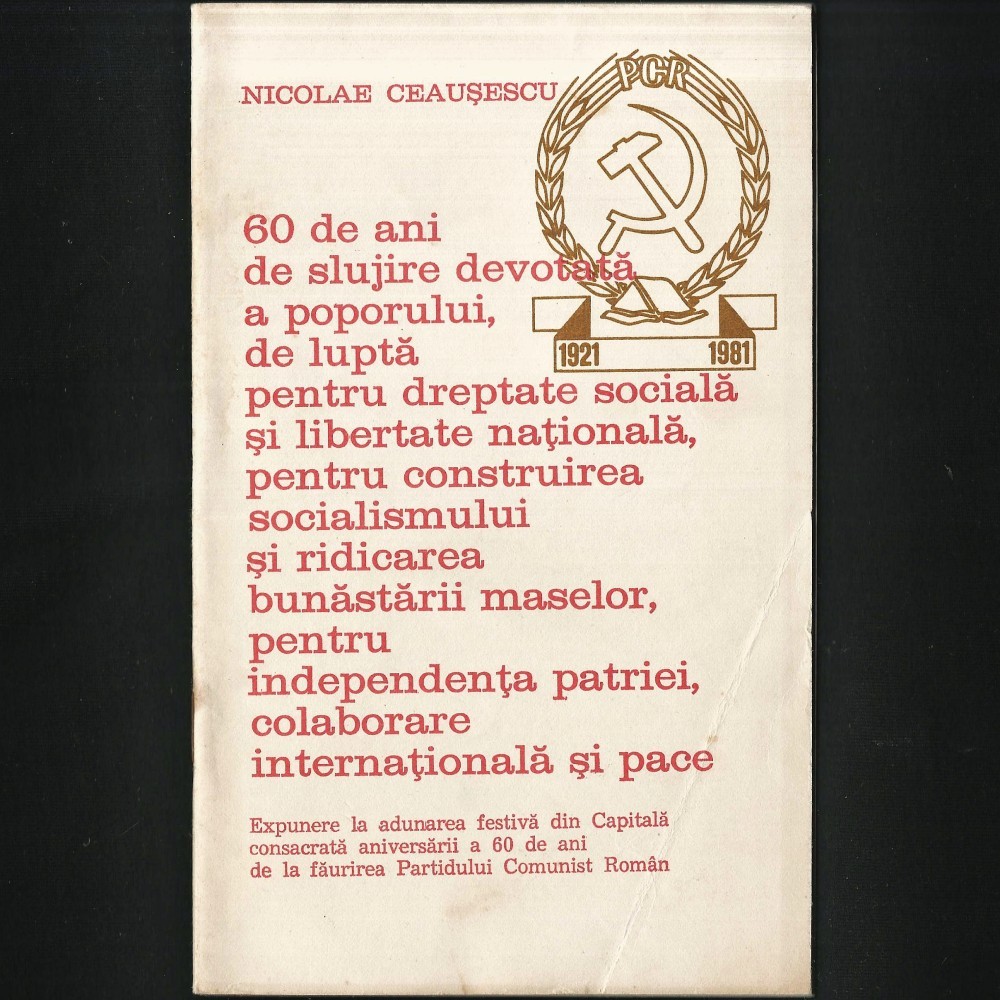 NICOLAE CEAUŞESCU
PCR
60 de ani
de slujire devotată
a poporului,
de luptă
1921 1981
pentru dreptate socială
şi libertate naţională,
pentru construirea
socialismului
şi ridicarea
bunăstării maselor,
pentru
independenţa patriei,
colaborare
internaţională şi pace
Expunere la adunarea festivă din Capitală
consacrată aniversării a 60 de ani
de la făurirea Partidului Comunist Român